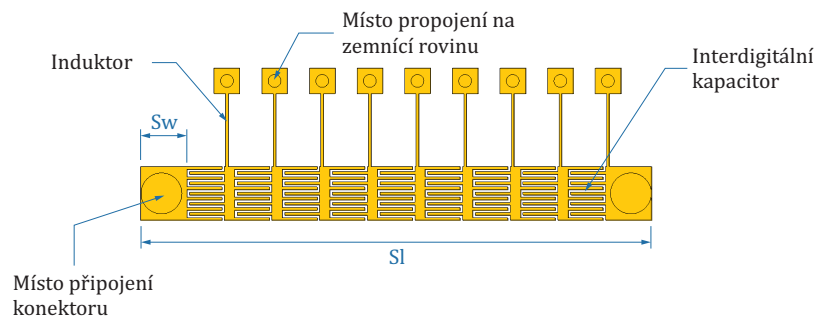 Místo propojení na
zemnící rovinu
Induktor
Interdigitální
kapacitor
Sw
Sl
Místo připojení
konektoru